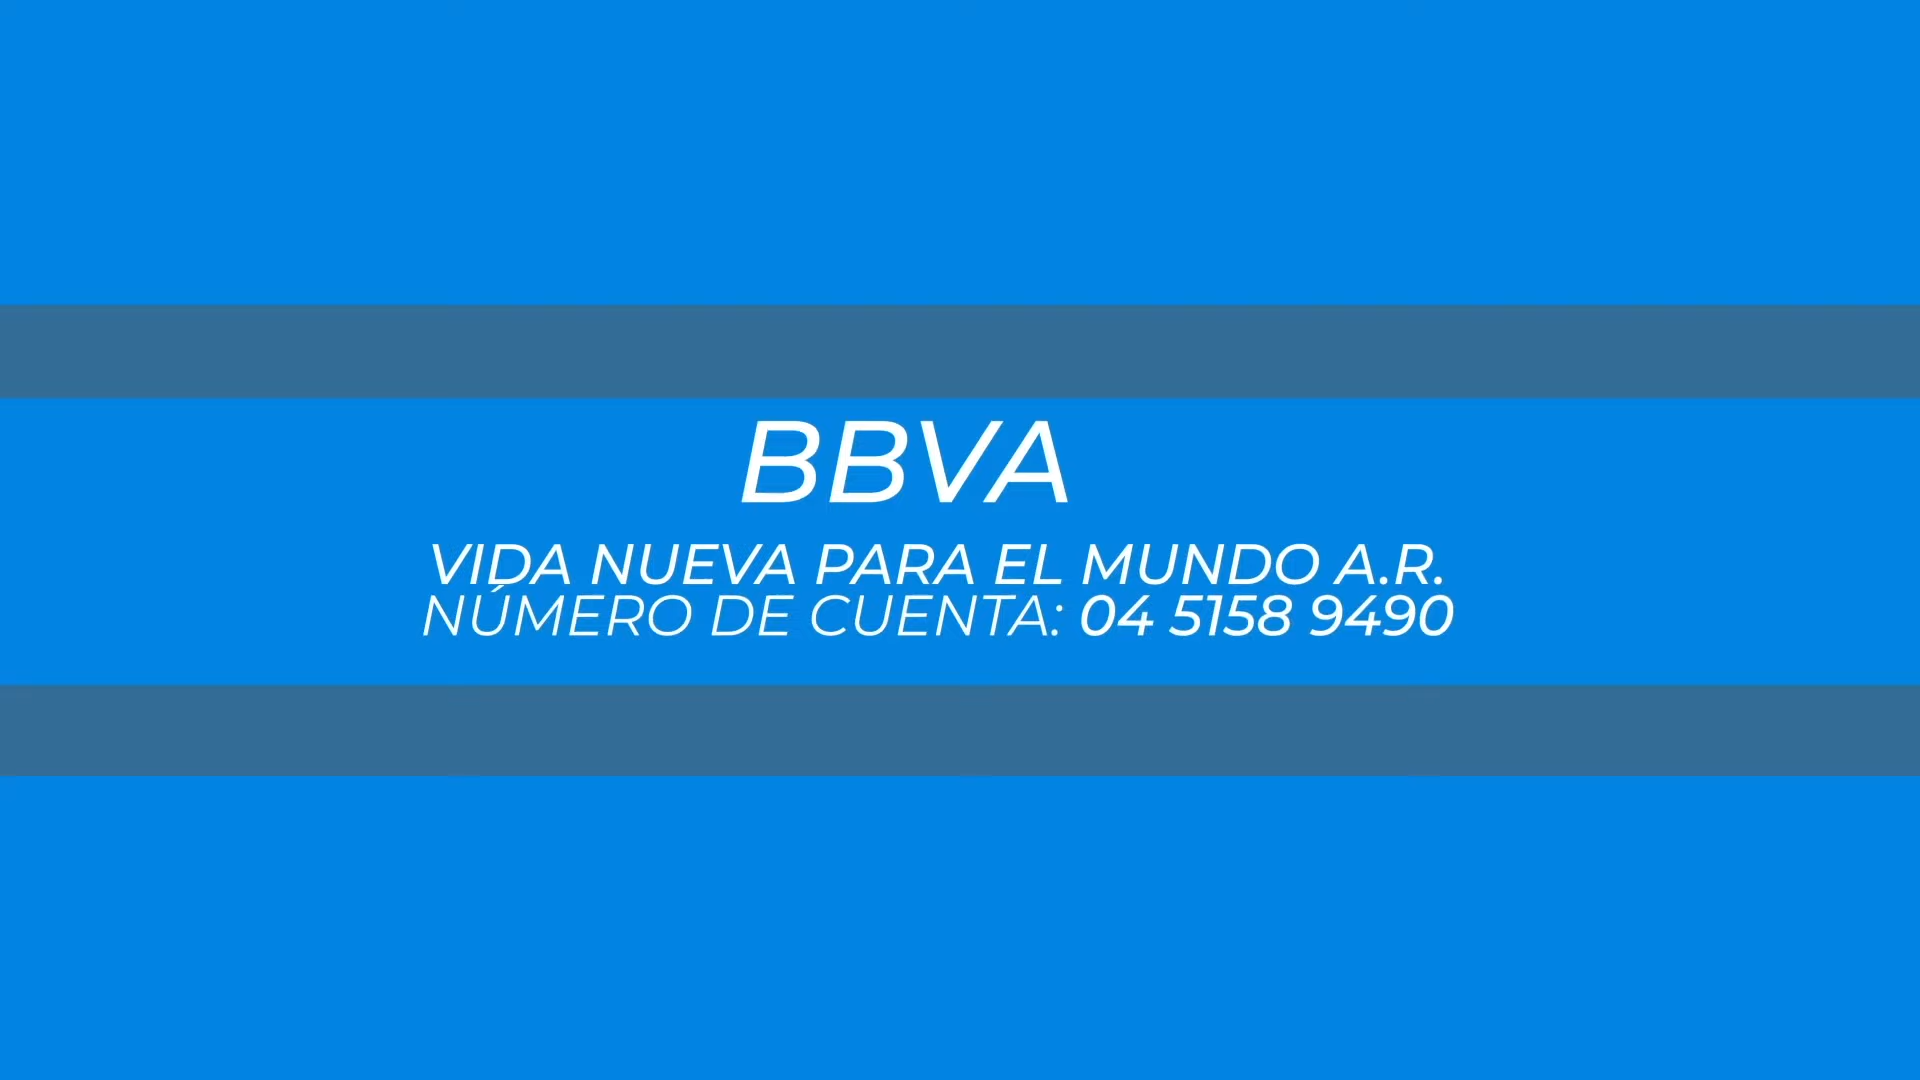 BBVA
VIDA NUEVA PARA EL MUNDO A.R.
NÚMERO DE CUENTA: 04 5158 9490